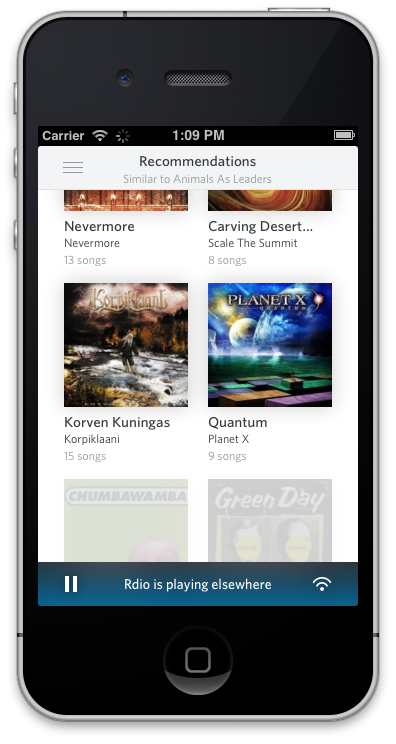 Carrier 1:09 PM
Recommendations
Similar to Animals As Leaders
Nevermore Carving Desert...
Nevermore Scale The Summit
13 songs 8 songs
Korpiklaani PLANET X
QUANTUM
Korven Kuningas Quantum
Korpiklaani Planet X
15 songs 9 songs
CHUMBAWAMBA Green Day
Rdio is playing elsewhere